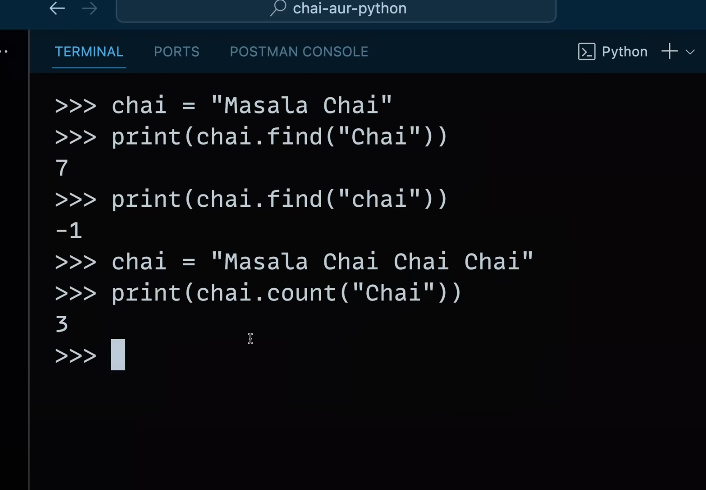 chai-aur-python
TERMINAL PORTS POSTMAN CONSOLE Python
>>> chai = "Masala Chai"
>>> print(chai.find("Chai"))
7
>>> print(chai.find("chai"))
-1
>>> chai = "Masala Chai Chai Chai"
>>> print(chai.count("Chai"))
3
>>>